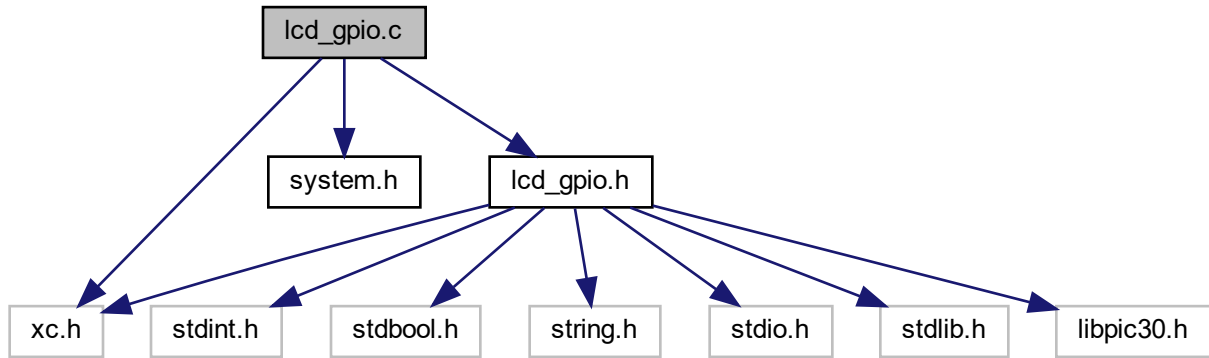 lcd_gpio.c
system.h
lcd_gpio.h
xc.h
stdint.h
stdbool.h
string.h
stdio.h
stdlib.h
libpic30.h